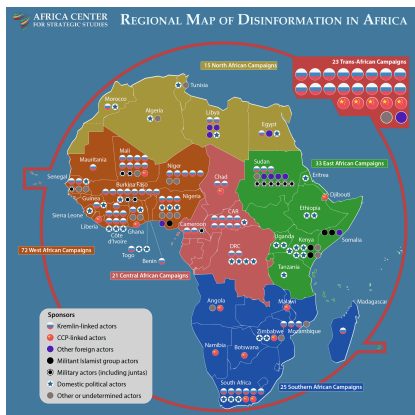 AFRICA CENTER
FOR STRATEGIC STUDIES
REGIONAL MAP OF DISINFORMATION IN AFRICA
23 Trans-African Campaigns
15 North African Campaigns
Tunisia
Morocco
Algeria
Libya
Egypt
Mauritania
Mali
Niger
Chad
Sudan
33 East African Campaigns
Eritrea
Senegal
Burkina Faso
Djibouti
Guinea
Nigeria
Ethiopia
Sierra Leone
CAR
Cameroon
Somalia
Liberia
Côte
d'Ivoire
Ghana
Uganda
Kenya
72 West African Campaigns
Togo
Benin
DRC
Tanzania
21 Central African Campaigns
Sponsors
Kremlin-linked actors
CCP-linked actors
Other foreign actors
Militant Islamist group actors
Military actors (including juntas)
Domestic political actors
Other or undetermined actors
Angola
Malawi
Madagascar
Zimbabwe
Mozambique
Namibia
Botswana
South Africa
25 Southern African Campaigns